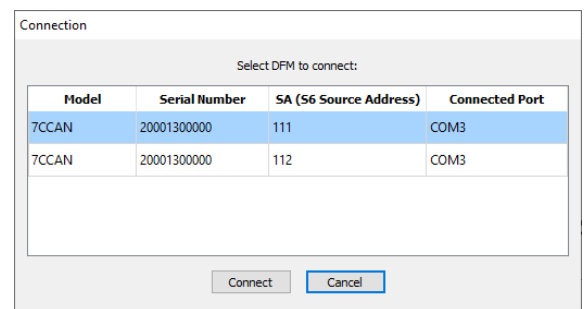 Connection
Select DFM to connect:
Model Serial Number SA (S6 Source Address) Connected Port
7CCAN 20001300000 111 COM3
7CCAN 20001300000 112 COM3
Connect Cancel